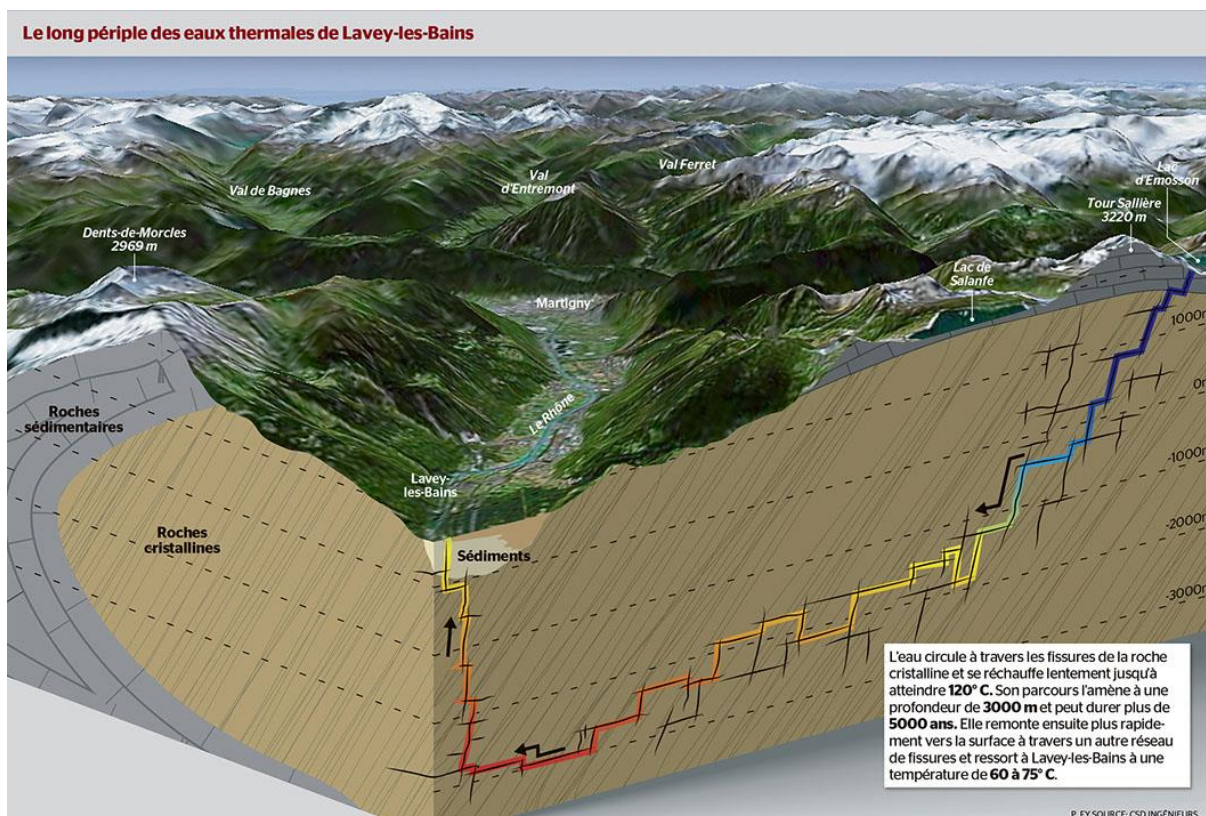 Le long périple des eaux thermales de Lavey-les-Bains
Val de Bagnes
Val
d'Entremont
Val Ferret
Lac
d'Emosson
Tour Sallière
3220 m
Dents-de-Morcles
2969 m
Lac de
Salanfe
Martigny
1000m
0m
Le Rhône
Roches
sédimentaires
-1000m
Lavey-
les-Bains
-2000m
Roches
cristallines
Sédiments
-3000m
L'eau circule à travers les fissures de la roche
cristalline et se réchauffe lentement jusqu'à
atteindre 120° C. Son parcours l'amène à une
profondeur de 3000 m et peut durer plus de
5000 ans. Elle remonte ensuite plus rapide-
ment vers la surface à travers un autre réseau
de fissures et ressort à Lavey-les-Bains à une
température de 60 à 75° C.
P. FY SOURCE: CSD INGÉNIEURS